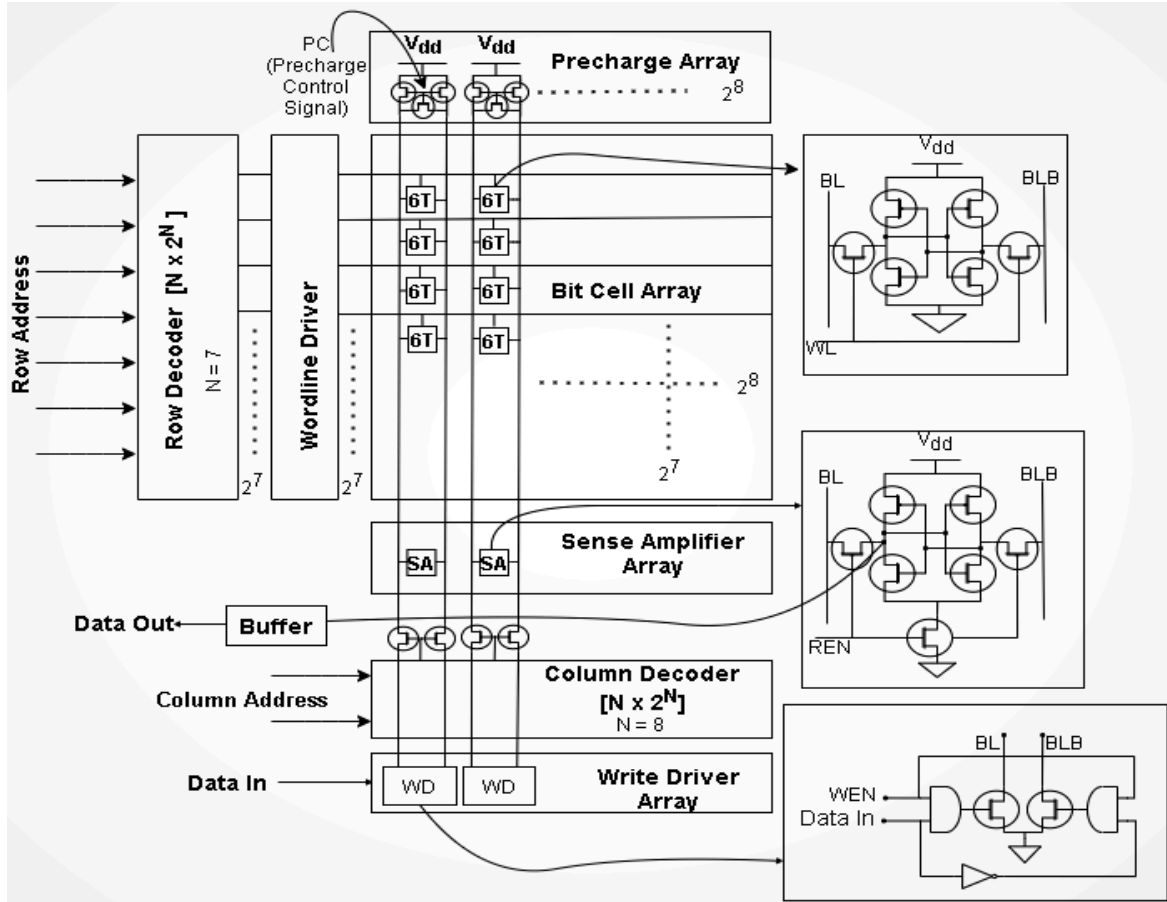 PC
(Precharge
Control
Signal)
Vdd
Vdd
Precharge Array
2^8
Row Address
Row Decoder [N x 2^N]
N = 7
2^7
Wordline Driver
2^7
6T
6T
6T
6T
6T
6T
6T
6T
Bit Cell Array
2^8
2^7
Vdd
BL
BLB
WL
SA
SA
Sense Amplifier
Array
Vdd
BL
BLB
REN
Data Out
Buffer
Column Address
Column Decoder
[N x 2^N]
N = 8
Data In
WD
WD
Write Driver
Array
BL
BLB
WEN
Data In